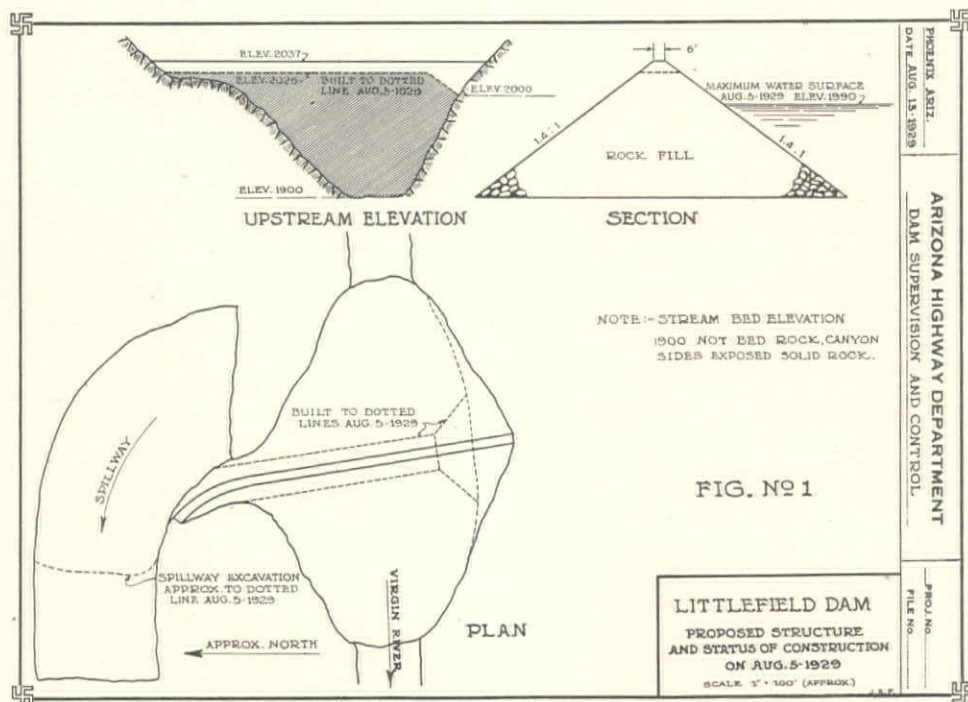 ELEV. 2037
ELEV. 2026
BUILT TO DOTTED
LINE AUG. 5-1929
ELEV. 2000
ELEV. 1900
UPSTREAM ELEVATION
6'
MAXIMUM WATER SURFACE
AUG. 5-1929 ELEV. 1990
1.4:1
1.4:1
ROCK FILL
SECTION
NOTE:- STREAM BED ELEVATION
1900 NOT BED ROCK, CANYON
SIDES EXPOSED SOLID ROCK.
BUILT TO DOTTED
LINES AUG. 5-1929
SPILLWAY
SPILLWAY EXCAVATION
APPROX. TO DOTTED
LINE AUG. 5-1929
APPROX. NORTH
VIRGIN RIVER
PLAN
FIG. No 1
LITTLEFIELD DAM
PROPOSED STRUCTURE
AND STATUS OF CONSTRUCTION
ON AUG. 5-1929
SCALE 1" = 100' (APPROX.)
PHOENIX ARIZ.
DATE AUG. 13-1929
ARIZONA HIGHWAY DEPARTMENT
DAM SUPERVISION AND CONTROL
PROJ. No.
FILE No.